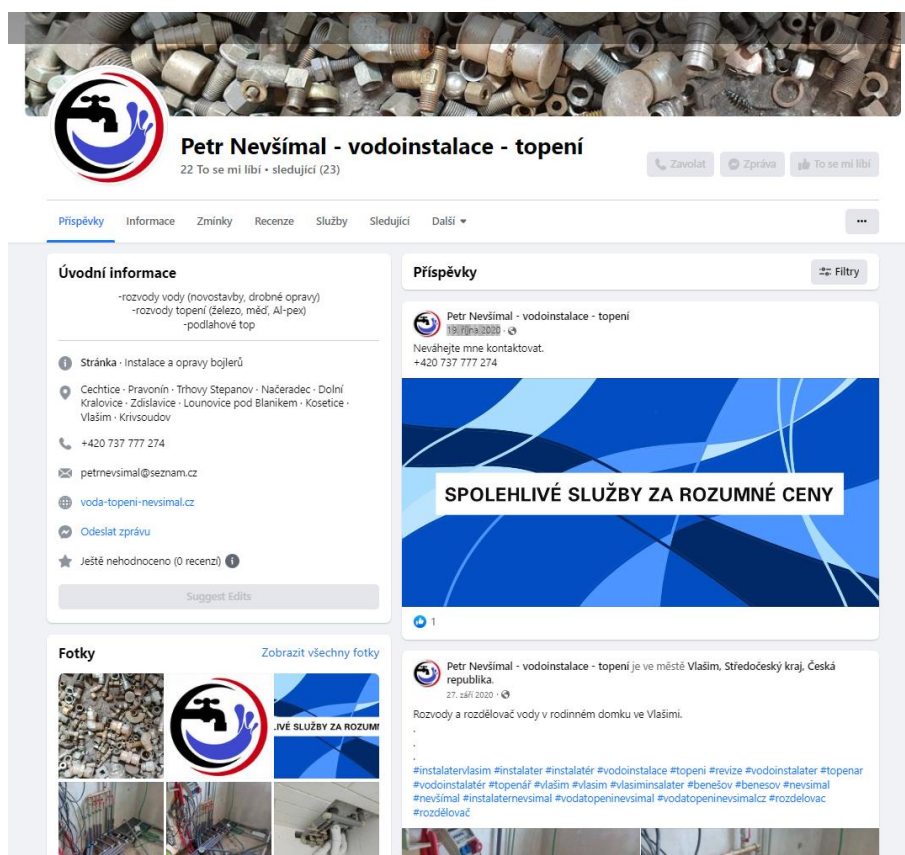 Petr Nevšímal - vodoinstalace - topení
22 To se mi líbí • sledující (23)
Zavolat
Zpráva
To se mi líbí
Příspěvky
Informace
Zmínky
Recenze
Služby
Sledující
Další
Úvodní informace
-rozvody vody (novostavby, drobné opravy)
-rozvody topení (železo, měď, Al-pex)
-podlahové top
Stránka · Instalace a opravy bojlerů
Cechtice · Pravonín · Trhovy Stepanov · Načeradec · Dolní
Kralovice · Zdislavice · Lounovice pod Blanikem · Kosetice ·
Vlašim · Krivsoudov
+420 737 777 274
petrnevsimal@seznam.cz
voda-topeni-nevsimal.cz
Odeslat zprávu
Ještě nehodnoceno (0 recenzí)
Suggest Edits
Fotky
Zobrazit všechny fotky
.IVÉ SLUŽBY ZA ROZUM
Příspěvky
Filtry
Petr Nevšímal - vodoinstalace - topení
19. října 2020 ·
Neváhejte mne kontaktovat.
+420 737 777 274
SPOLEHLIVÉ SLUŽBY ZA ROZUMNÉ CENY
1
Petr Nevšímal - vodoinstalace - topení je ve městě Vlašim, Středočeský kraj, Česká
republika.
27. září 2020 ·
Rozvody a rozdělovač vody v rodinném domku ve Vlašimi.
.
.
.
#instalatervlasim #instalater #instalatér #vodoinstalace #topeni #revize #vodoinstalater #topenar
#vodoinstalatér #topenář #vlašim #vlasim #vlasiminsalater #benešov #benesov #nevsimal
#nevšímal #instalaternevsimal #vodatopeninevsimal #vodatopeninevsimalcz #rozdelovac
#rozdělovač